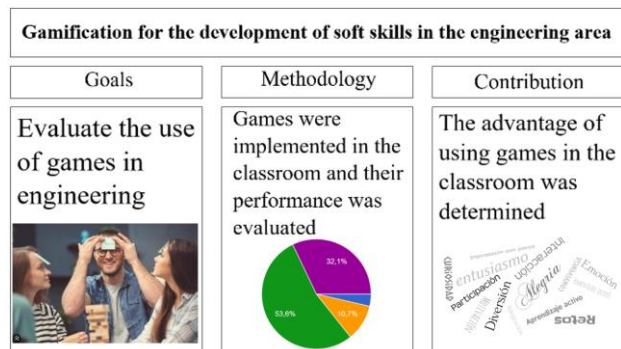 Gamification for the development of soft skills in the engineering area
Goals
Methodology
Contribution
Evaluate the use
of games in
engineering
Games were
implemented in the
classroom and their
performance was
evaluated
32,1%
53,6%
10,7%
The advantage of
using games in the
classroom was
determined
CURIOSIDAD
entusiasmo
Participación
interacción
Diversión
Alegría
Emoción
Aprendizaje activo
Retos